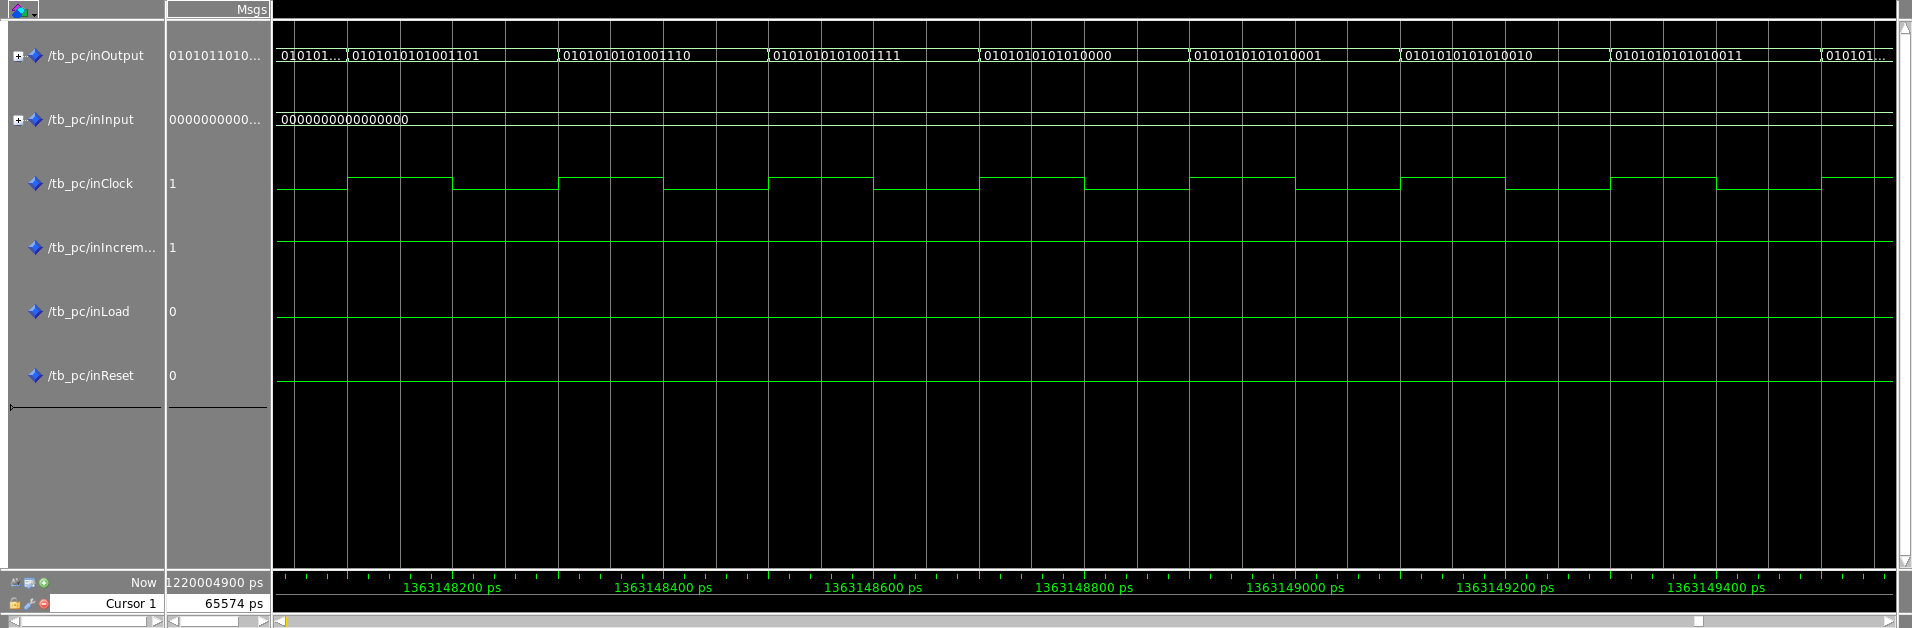 Msgs
/tb_pc/inOutput 0101011010... 010101... 0101010101001101 0101010101001110 0101010101001111 0101010101010000 0101010101010001 0101010101010010 0101010101010011 010101...
/tb_pc/inInput 0000000000... 0000000000000000
/tb_pc/inClock 1
/tb_pc/inIncrem... 1
/tb_pc/inLoad 0
/tb_pc/inReset 0
Now 1220004900 ps 1363148200 ps 1363148400 ps 1363148600 ps 1363148800 ps 1363149000 ps 1363149200 ps 1363149400 ps
Cursor 1 65574 ps